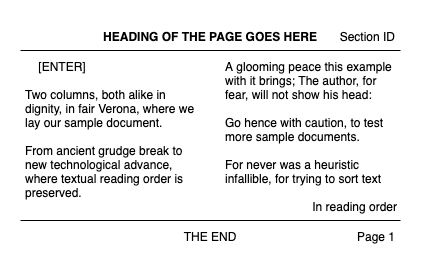 HEADING OF THE PAGE GOES HERE
Section ID
[ENTER]
Two columns, both alike in
dignity, in fair Verona, where we
lay our sample document.
From ancient grudge break to
new technological advance,
where textual reading order is
preserved.
A glooming peace this example
with it brings; The author, for
fear, will not show his head:
Go hence with caution, to test
more sample documents.
For never was a heuristic
infallible, for trying to sort text
In reading order
THE END
Page 1